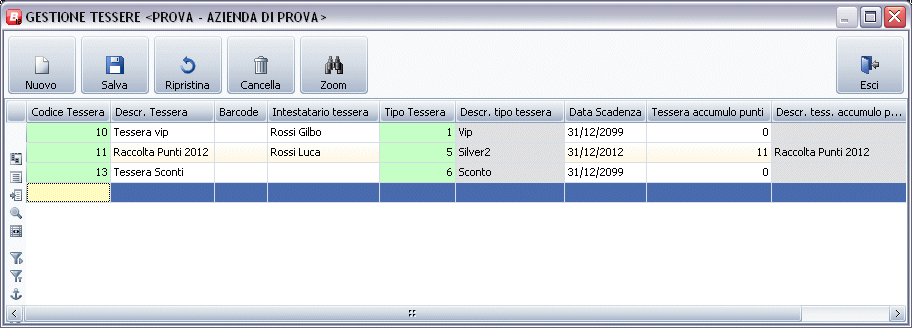 GESTIONE TESSERE <PROVA - AZIENDA DI PROVA>
Nuovo Salva Ripristina Cancella Zoom Esci
Codice Tessera Descr. Tessera Barcode Intestatario tessera Tipo Tessera Descr. tipo tessera Data Scadenza Tessera accumulo punti Descr. tess. accumulo p...
10 Tessera vip Rossi Gilbo 1 Vip 31/12/2099 0
11 Raccolta Punti 2012 Rossi Luca 5 Silver2 31/12/2012 11 Raccolta Punti 2012
13 Tessera Sconti 6 Sconto 31/12/2099 0